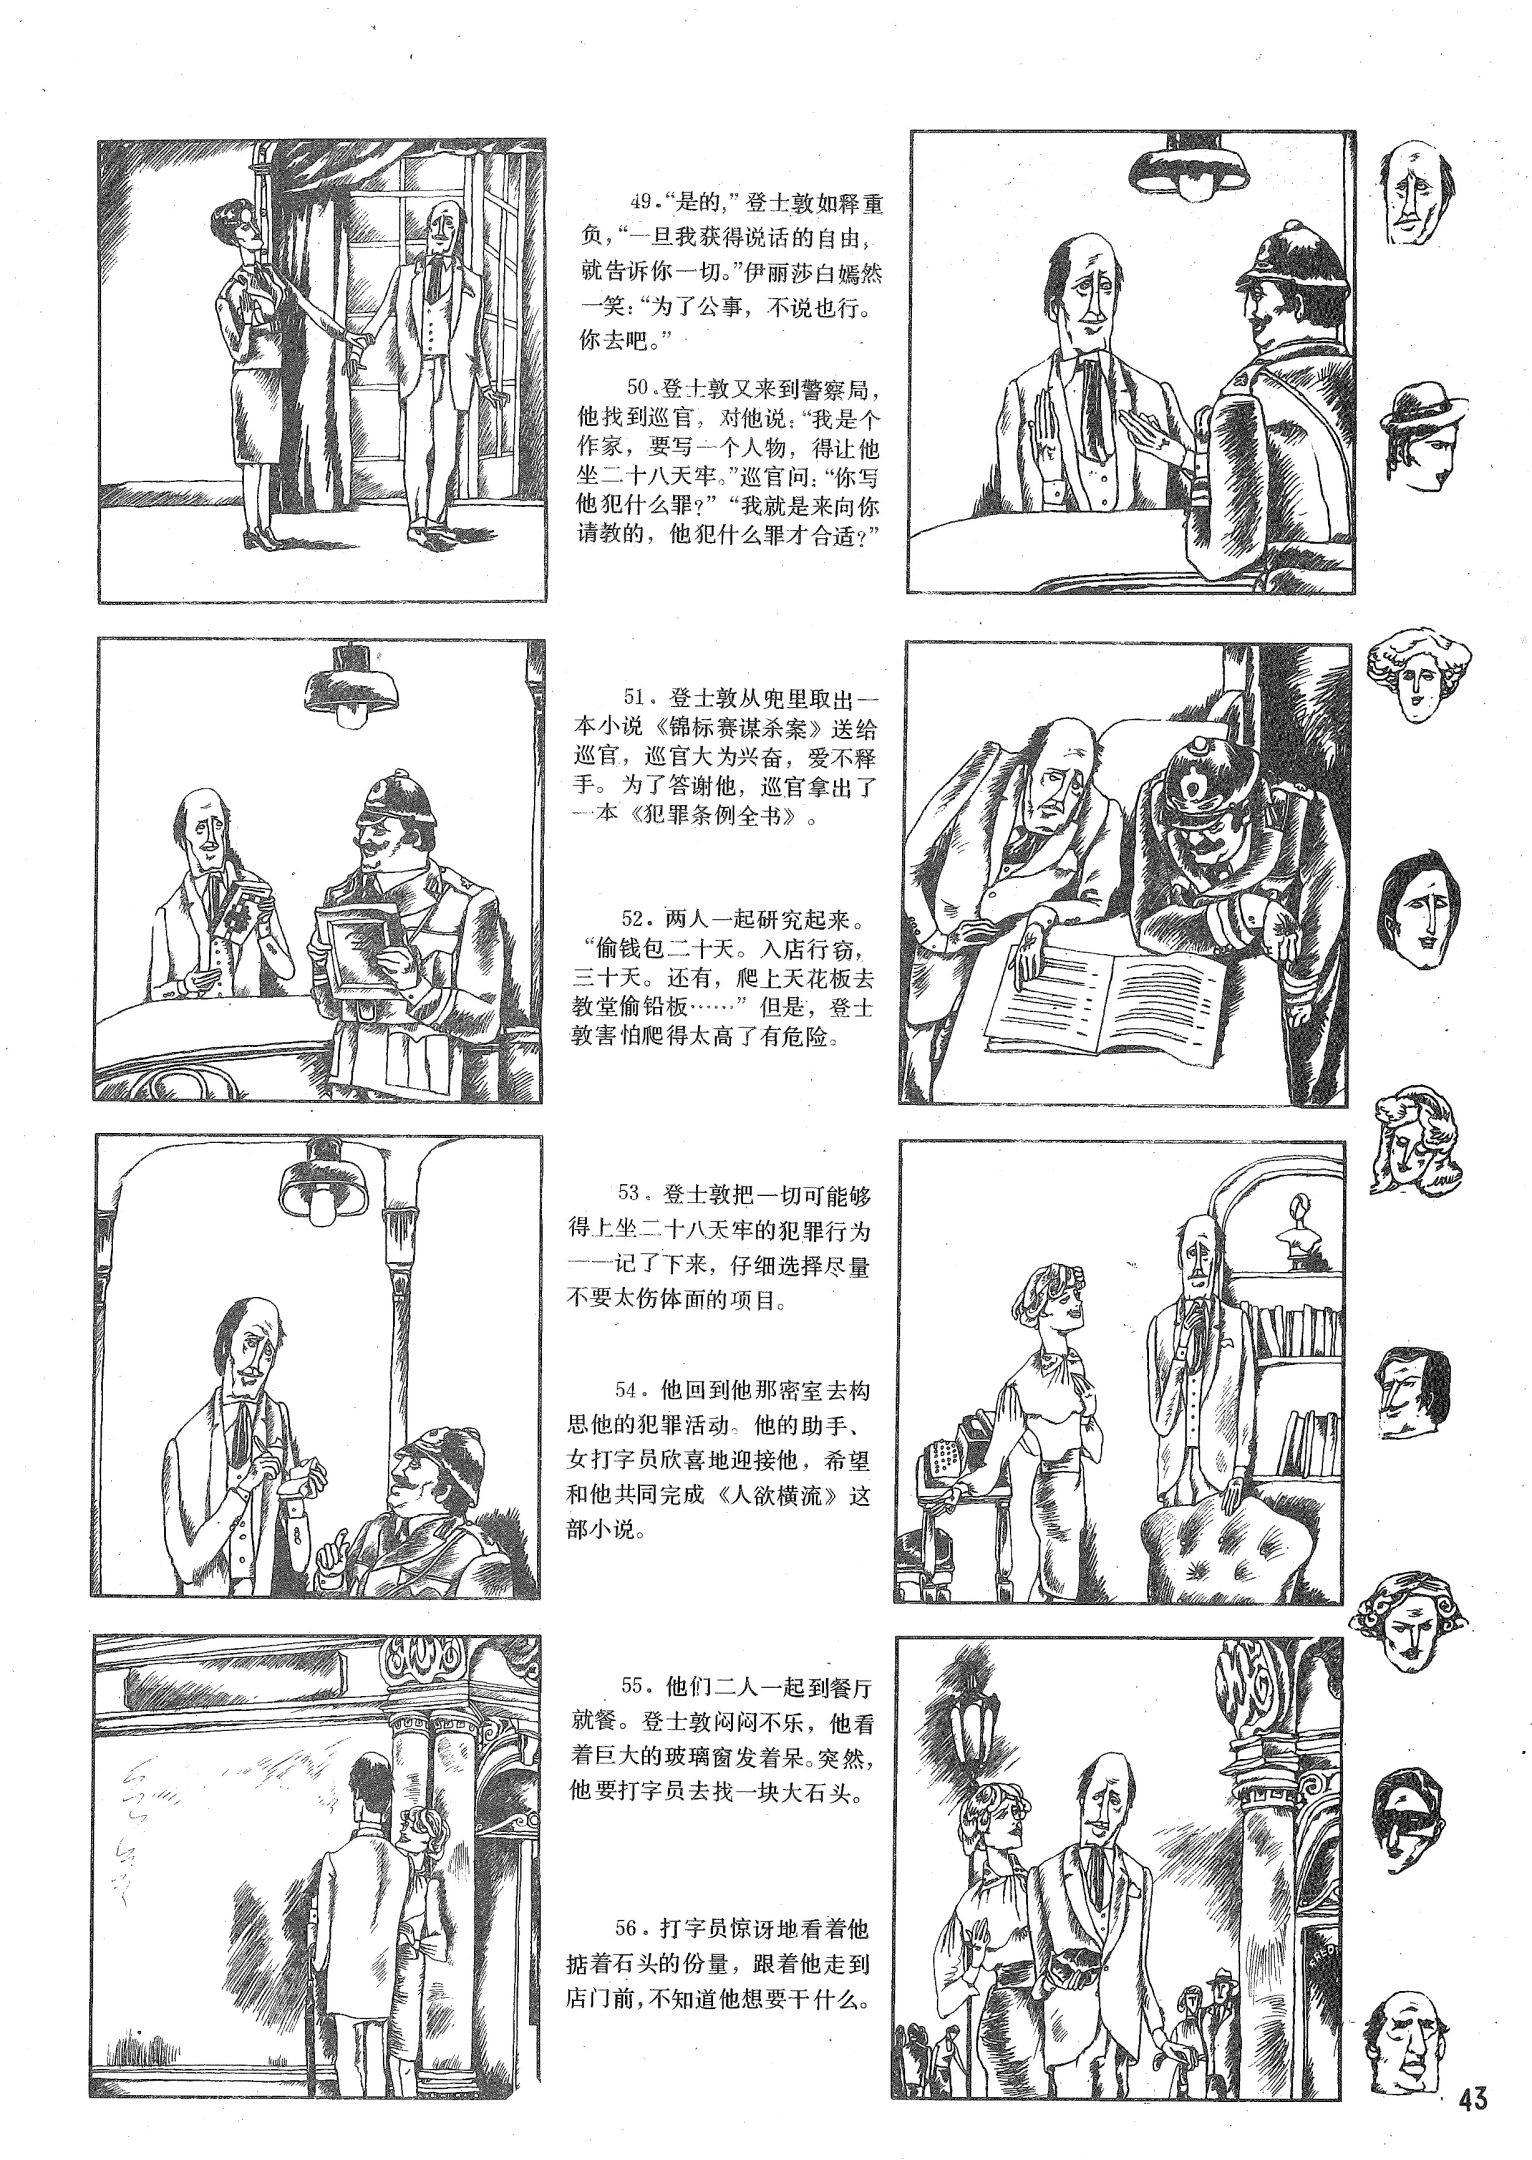 49."是的,"登士敦如释重
负,"一旦我获得说话的自由,
就告诉你一切。"伊丽莎白嫣然
一笑:"为了公事,不说也行。
你去吧。"
50.登士敦又来到警察局,
他找到巡官,对他说:"我是个
作家,要写一个人物,得让他
坐二十八天牢。"巡官问:"你写
他犯什么罪?""我就是来向你
请教的,他犯什么罪才合适?"
51.登士敦从兜里取出一
本小说《锦标赛谋杀案》送给
巡官,巡官大为兴奋,爱不释
手。为了答谢他,巡官拿出了
一本《犯罪条例全书》。
52.两人一起研究起来。
"偷钱包二十天。入店行窃,
三十天。还有,爬上天花板去
教堂偷铅板……"但是,登士
敦害怕爬得太高了有危险。
53.登士敦把一切可能够
得上坐二十八天牢的犯罪行为
一一记了下来,仔细选择尽量
不要太伤体面的项目。
54.他回到他那密室去构
思他的犯罪活动。他的助手、
女打字员欣喜地迎接他,希望
和他共同完成《人欲横流》这
部小说。
55.他们二人一起到餐厅
就餐。登士敦闷闷不乐,他看
着巨大的玻璃窗发着呆。突然,
他要打字员去找一块大石头。
56.打字员惊讶地看着他
掂着石头的份量,跟着他走到
店门前,不知道他想要干什么。
43